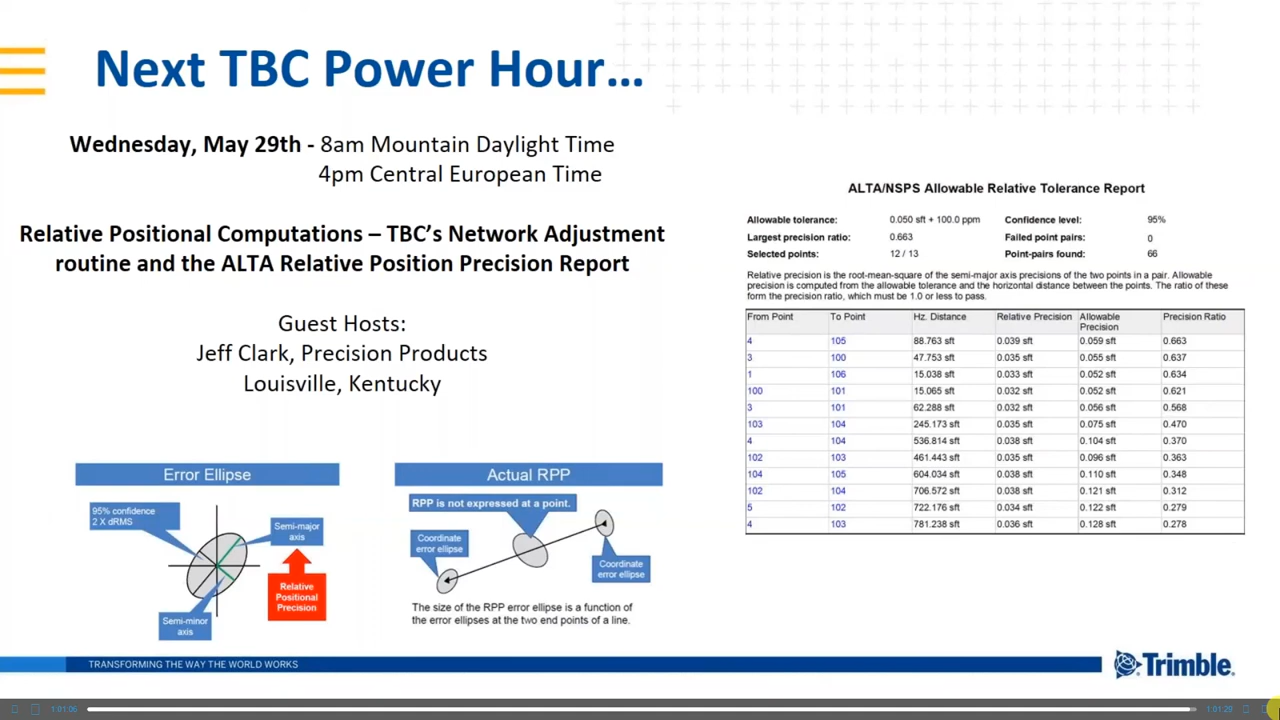 Next TBC Power Hour...
Wednesday, May 29th - 8am Mountain Daylight Time
4pm Central European Time
Relative Positional Computations – TBC's Network Adjustment
routine and the ALTA Relative Position Precision Report
Guest Hosts:
Jeff Clark, Precision Products
Louisville, Kentucky
Error Ellipse
95% confidence
2 X dRMS
Semi-major
axis
Relative
Positional
Precision
Semi-minor
axis
Actual RPP
RPP is not expressed at a point.
Coordinate
error ellipse
Coordinate
error ellipse
The size of the RPP error ellipse is a function of
the error ellipses at the two end points of a line.
ALTA/NSPS Allowable Relative Tolerance Report
Allowable tolerance: 0.050 sft + 100.0 ppm Confidence level: 95%
Largest precision ratio: 0.663 Failed point pairs: 0
Selected points: 12 / 13 Point-pairs found: 66
Relative precision is the root-mean-square of the semi-major axis precisions of the two points in a pair. Allowable
precision is computed from the allowable tolerance and the horizontal distance between the points. The ratio of these
form the precision ratio, which must be 1.0 or less to pass.
From Point To Point Hz. Distance Relative Precision Allowable Precision Precision Ratio
4 105 88.763 sft 0.039 sft 0.059 sft 0.663
3 100 47.753 sft 0.035 sft 0.055 sft 0.637
1 106 15.038 sft 0.033 sft 0.052 sft 0.634
100 101 15.065 sft 0.032 sft 0.052 sft 0.621
3 101 62.288 sft 0.032 sft 0.056 sft 0.568
103 104 245.173 sft 0.035 sft 0.075 sft 0.470
4 104 536.814 sft 0.038 sft 0.104 sft 0.370
102 103 461.443 sft 0.035 sft 0.096 sft 0.363
104 105 604.034 sft 0.038 sft 0.110 sft 0.348
102 104 706.572 sft 0.038 sft 0.121 sft 0.312
5 102 722.176 sft 0.034 sft 0.122 sft 0.279
4 103 781.238 sft 0.036 sft 0.128 sft 0.278
TRANSFORMING THE WAY THE WORLD WORKS
Trimble.
1:01:06 1:01:29